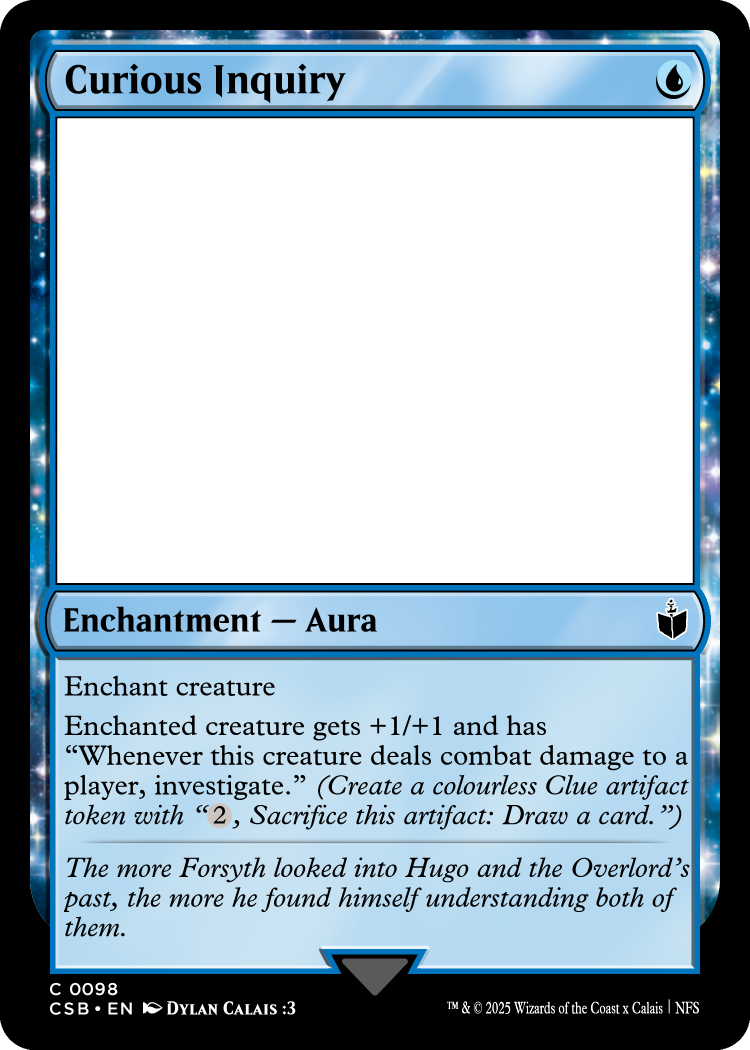 Curious Inquiry
Enchantment — Aura
Enchant creature
Enchanted creature gets +1/+1 and has
“Whenever this creature deals combat damage to a
player, investigate.” (Create a colourless Clue artifact
token with “2, Sacrifice this artifact: Draw a card.”)
The more Forsyth looked into Hugo and the Overlord’s
past, the more he found himself understanding both of
them.
C 0098
CSB • EN Dylan Calais :3
™ & © 2025 Wizards of the Coast x Calais | NFS